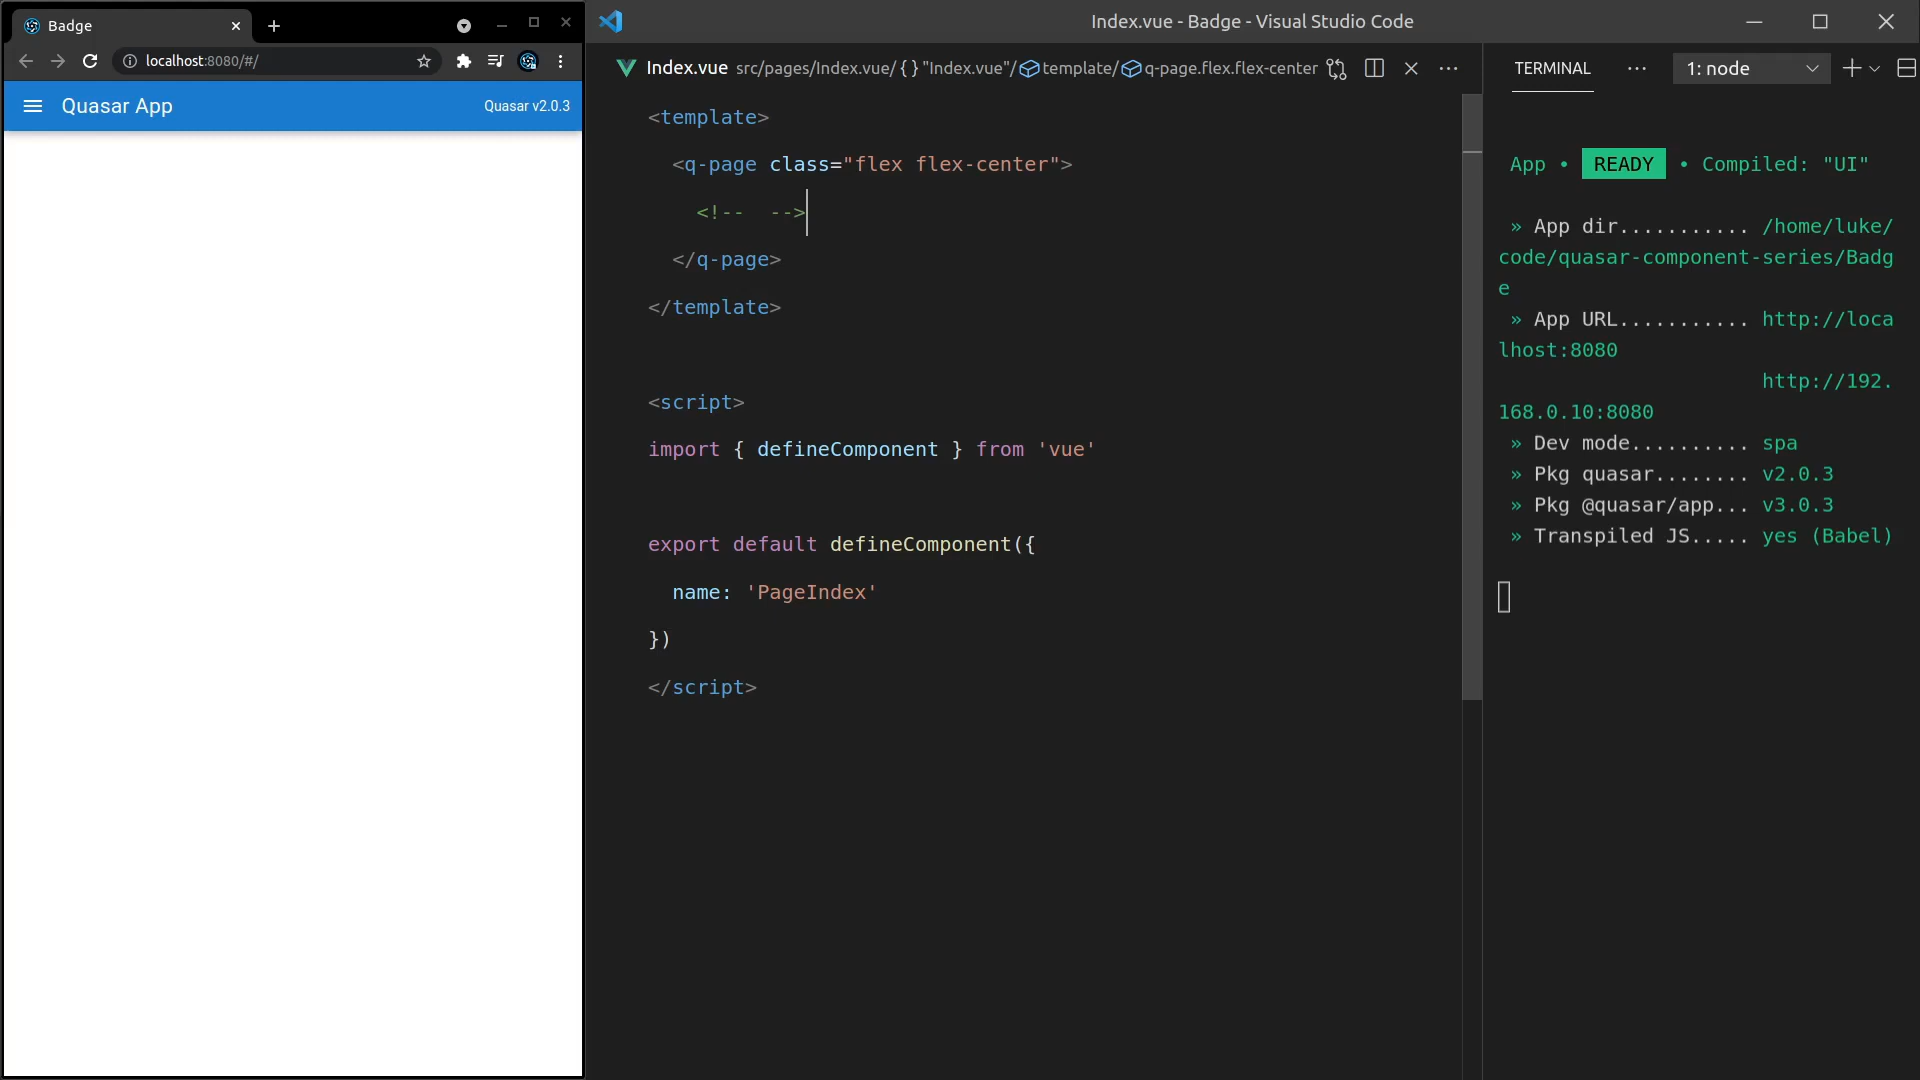 Badge
localhost:8080/#/
Quasar App
Quasar v2.0.3
Index.vue - Badge - Visual Studio Code
Index.vue src/pages/Index.vue/ { } "Index.vue"/ template/ q-page.flex.flex-center
<template>
<q-page class="flex flex-center">
<!--  -->
</q-page>
</template>
<script>
import { defineComponent } from 'vue'
export default defineComponent({
name: 'PageIndex'
})
</script>
TERMINAL
1: node
App • READY • Compiled: "UI"
» App dir........... /home/luke/
code/quasar-component-series/Badg
e
» App URL........... http://loca
lhost:8080
http://192.
168.0.10:8080
» Dev mode.......... spa
» Pkg quasar........ v2.0.3
» Pkg @quasar/app... v3.0.3
» Transpiled JS..... yes (Babel)